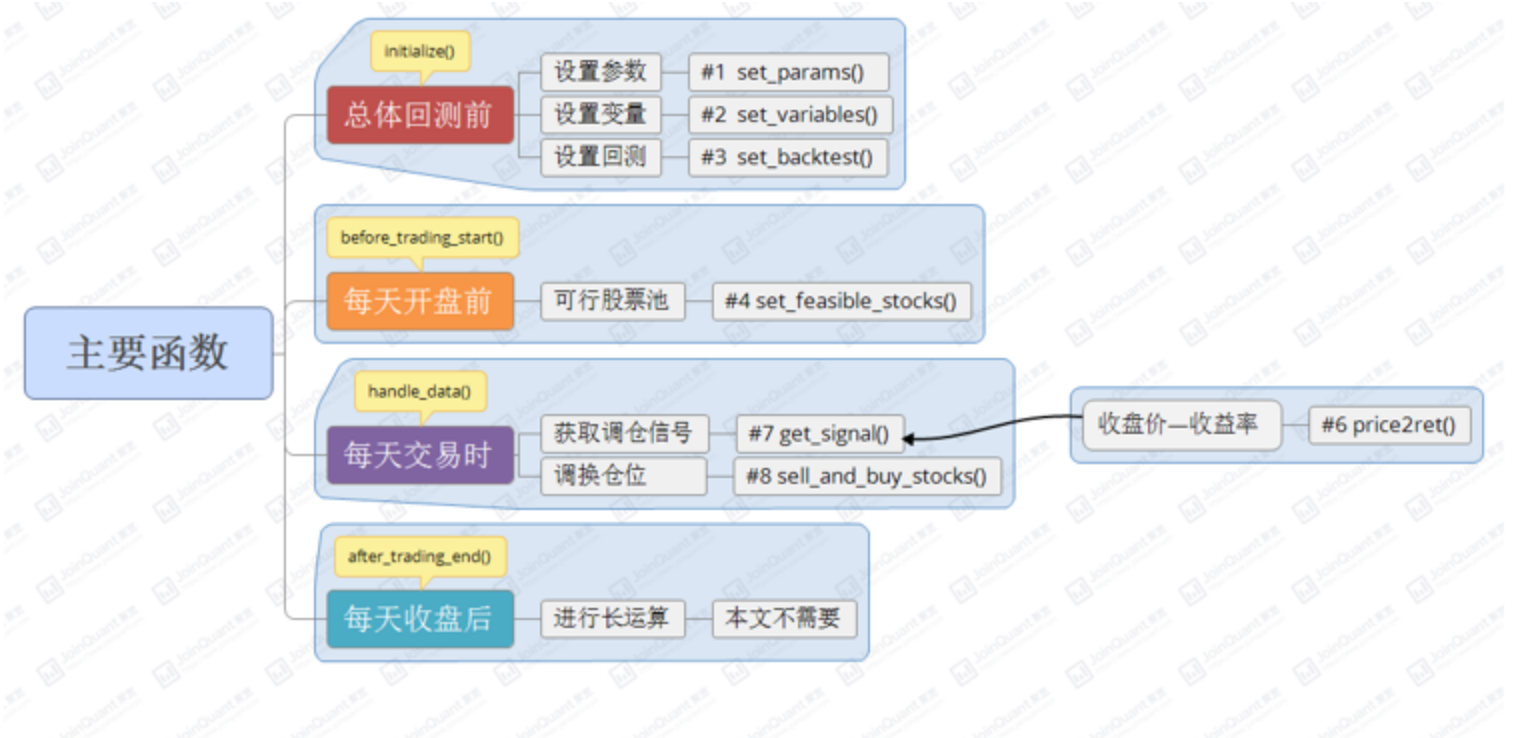 主要函数
initialize()
总体回测前
设置参数
#1 set_params()
设置变量
#2 set_variables()
设置回测
#3 set_backtest()
before_trading_start()
每天开盘前
可行股票池
#4 set_feasible_stocks()
handle_data()
每天交易时
获取调仓信号
#7 get_signal()
收盘价—收益率
#6 price2ret()
调换仓位
#8 sell_and_buy_stocks()
after_trading_end()
每天收盘后
进行长运算
本文不需要
JoinQuant